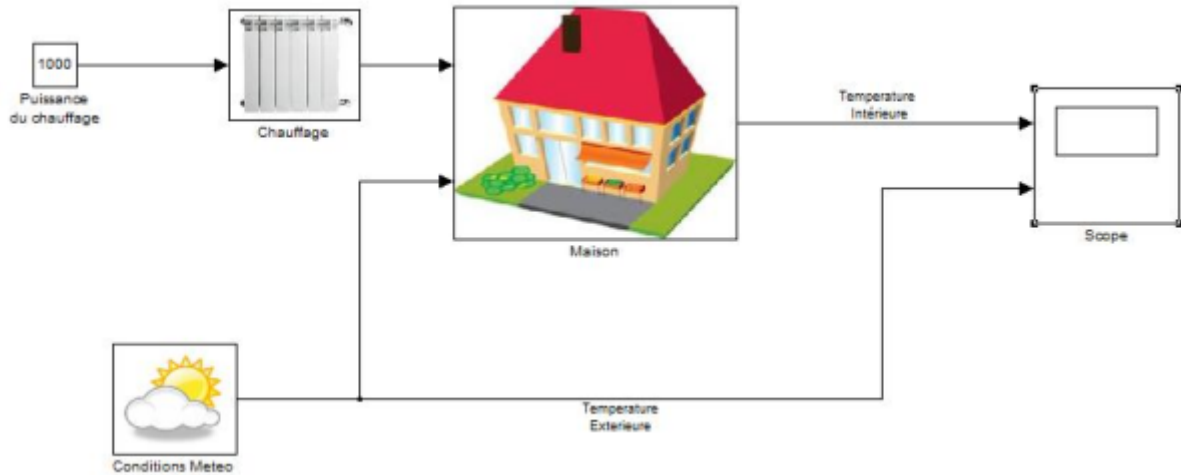 1000
Puissance
du chauffage
Chauffage
Maison
Temperature
Intérieure
Scope
Conditions Meteo
Temperature
Exterieure